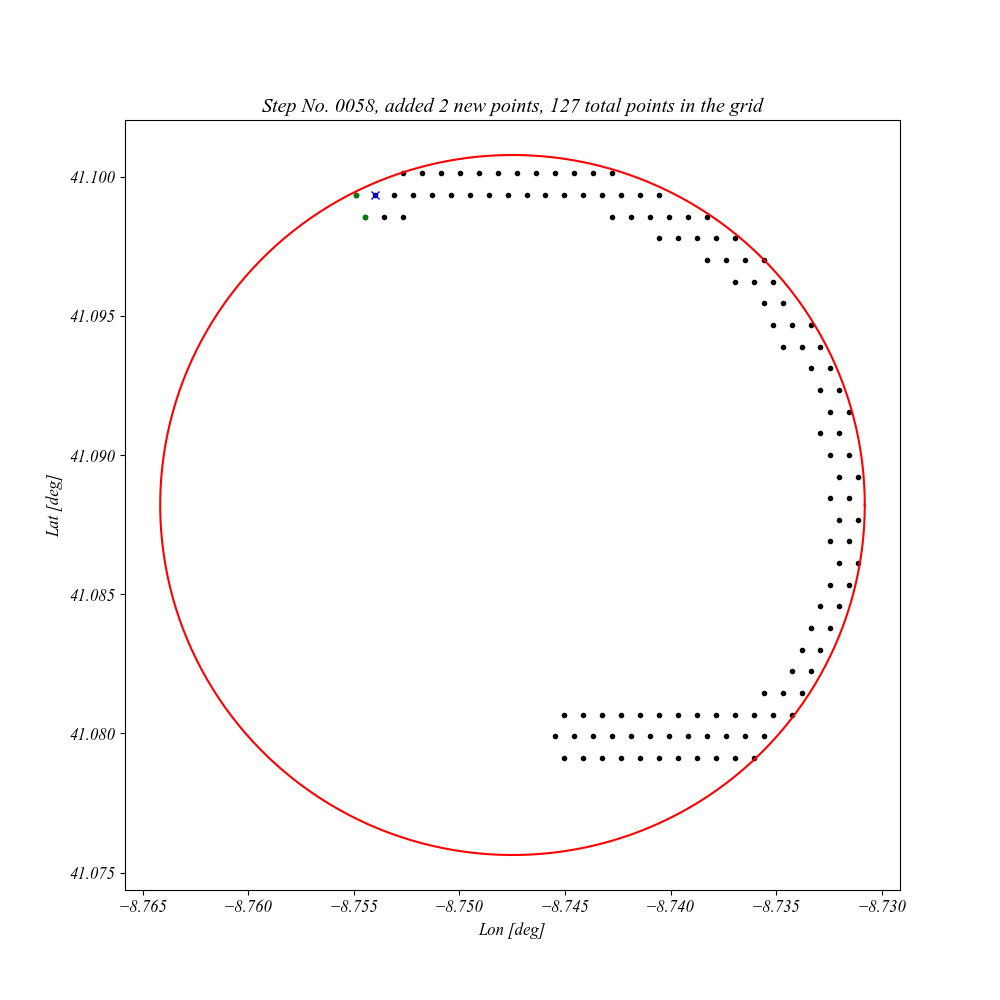 Step No. 0058, added 2 new points, 127 total points in the grid
41.100
41.095
41.090
41.085
41.080
41.075
Lat [deg]
−8.765 −8.760 −8.755 −8.750 −8.745 −8.740 −8.735 −8.730
Lon [deg]